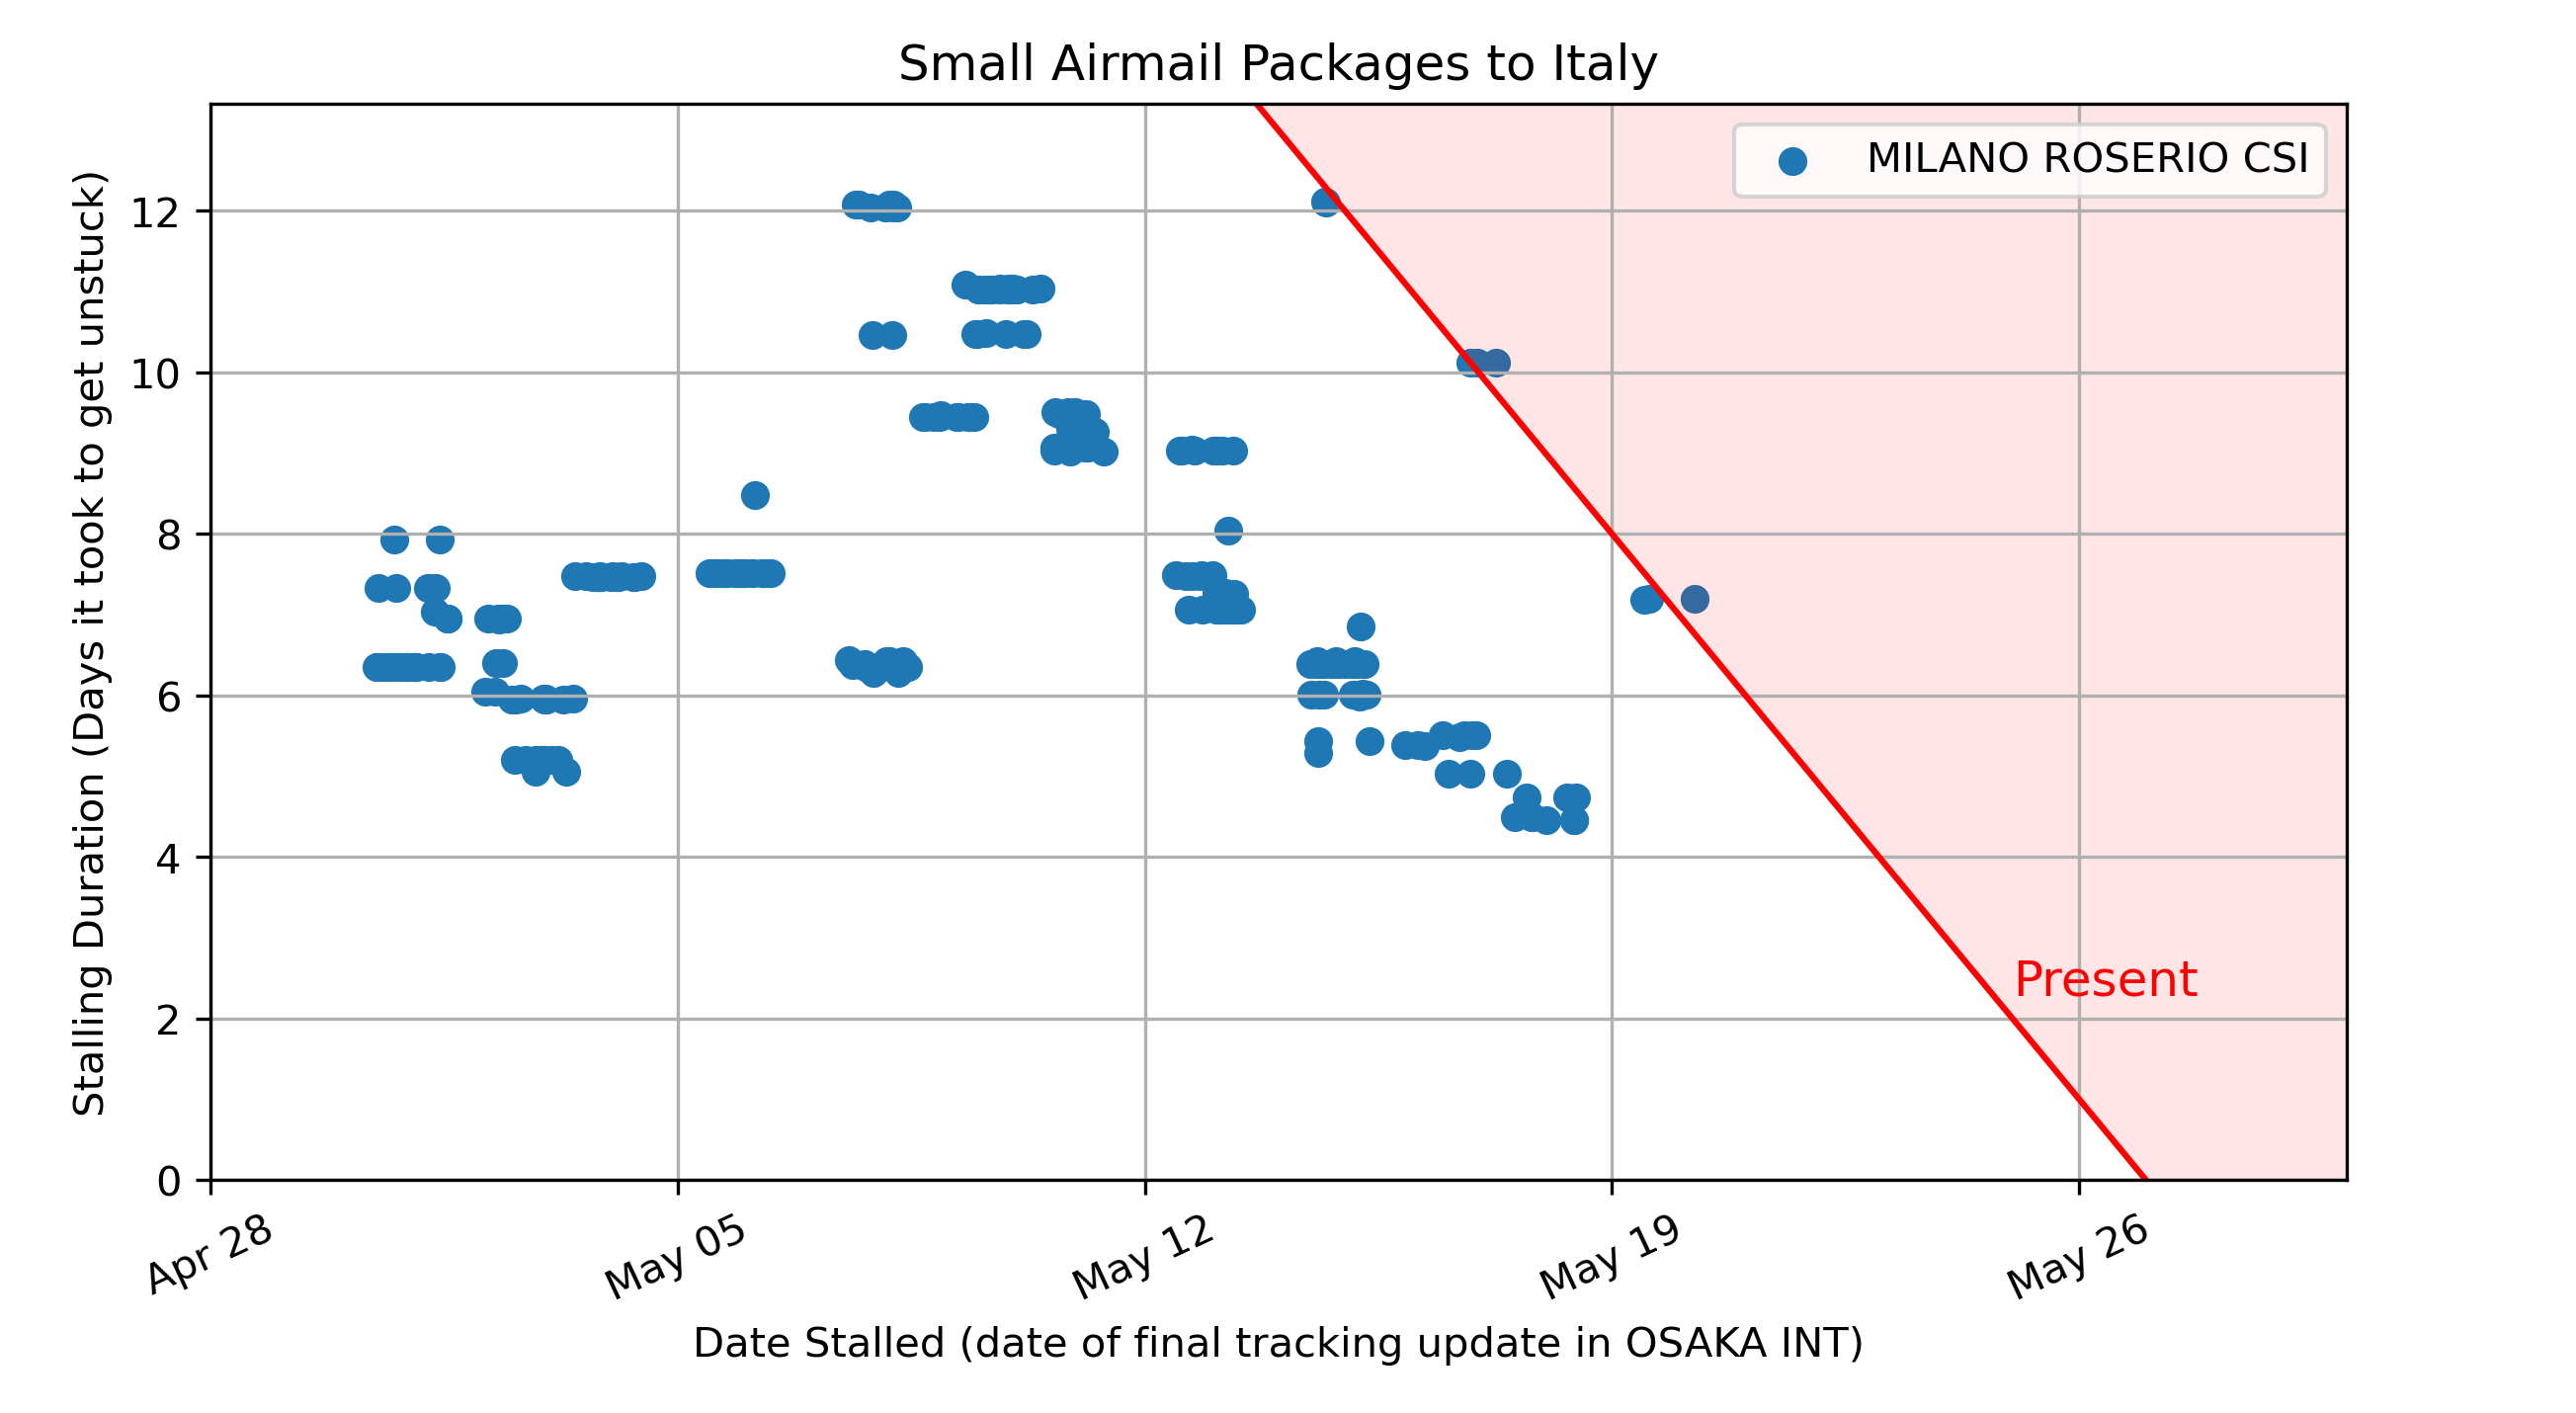 Small Airmail Packages to Italy
MILANO ROSERIO CSI
Stalling Duration (Days it took to get unstuck)
12
10
8
6
4
2
0
Present
Apr 28
May 05
May 12
May 19
May 26
Date Stalled (date of final tracking update in OSAKA INT)